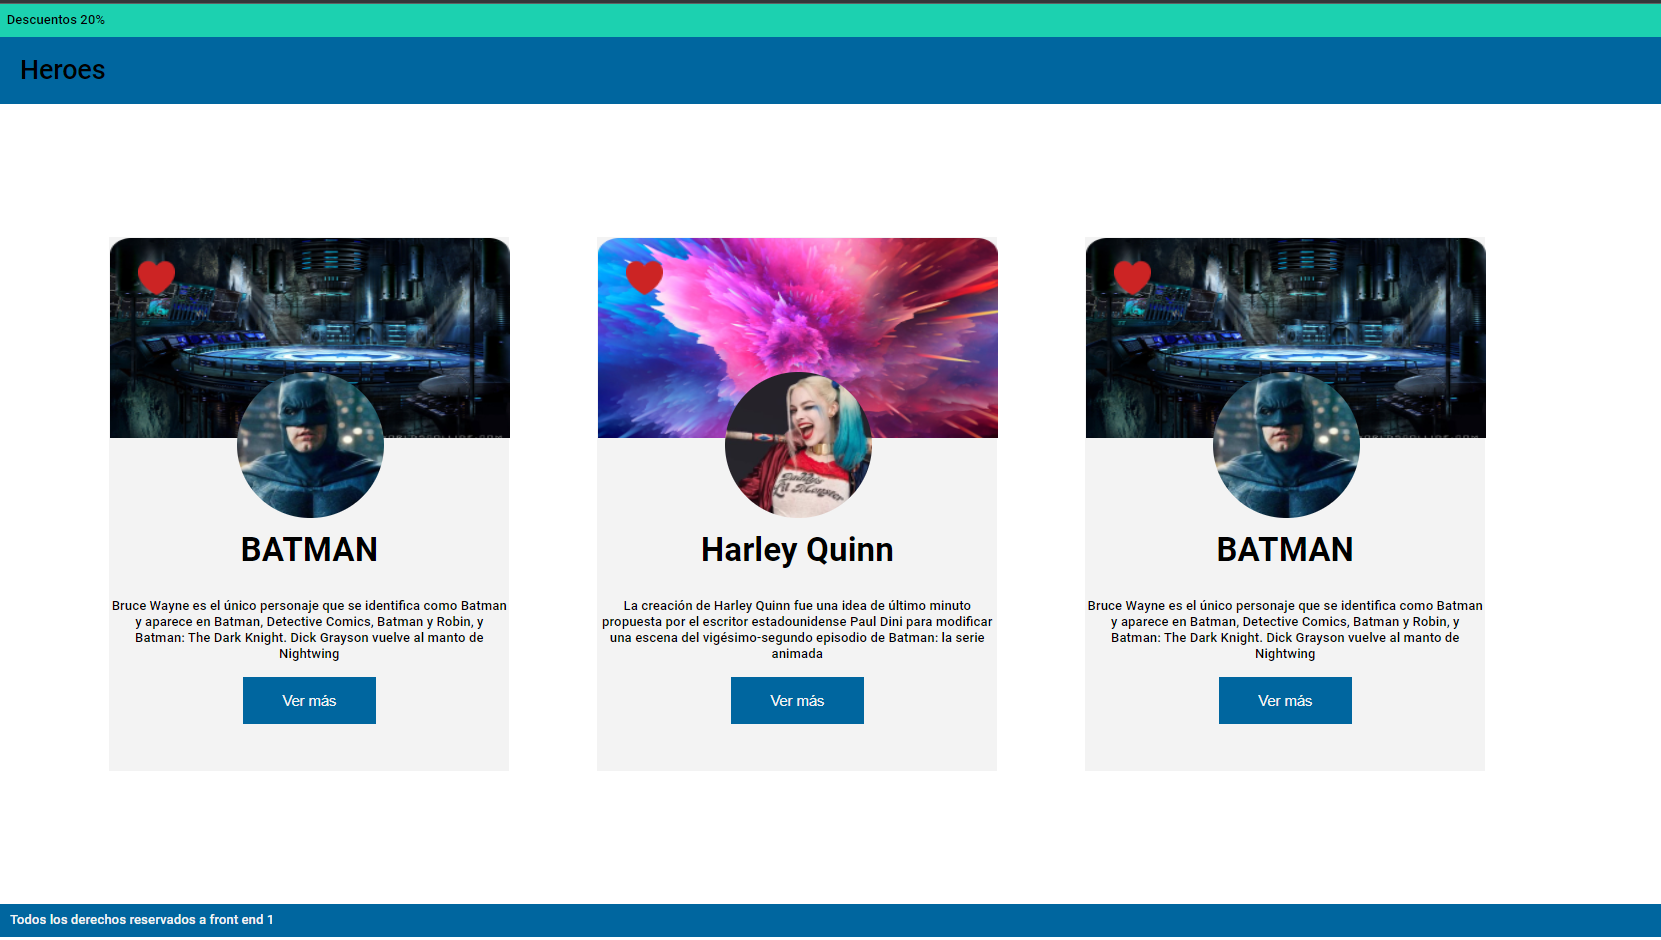 Descuentos 20%
Heroes
BATMAN
Bruce Wayne es el único personaje que se identifica como Batman
y aparece en Batman, Detective Comics, Batman y Robin, y
Batman: The Dark Knight. Dick Grayson vuelve al manto de
Nightwing
Ver más
Harley Quinn
La creación de Harley Quinn fue una idea de último minuto
propuesta por el escritor estadounidense Paul Dini para modificar
una escena del vigésimo-segundo episodio de Batman: la serie
animada
Ver más
BATMAN
Bruce Wayne es el único personaje que se identifica como Batman
y aparece en Batman, Detective Comics, Batman y Robin, y
Batman: The Dark Knight. Dick Grayson vuelve al manto de
Nightwing
Ver más
Todos los derechos reservados a front end 1